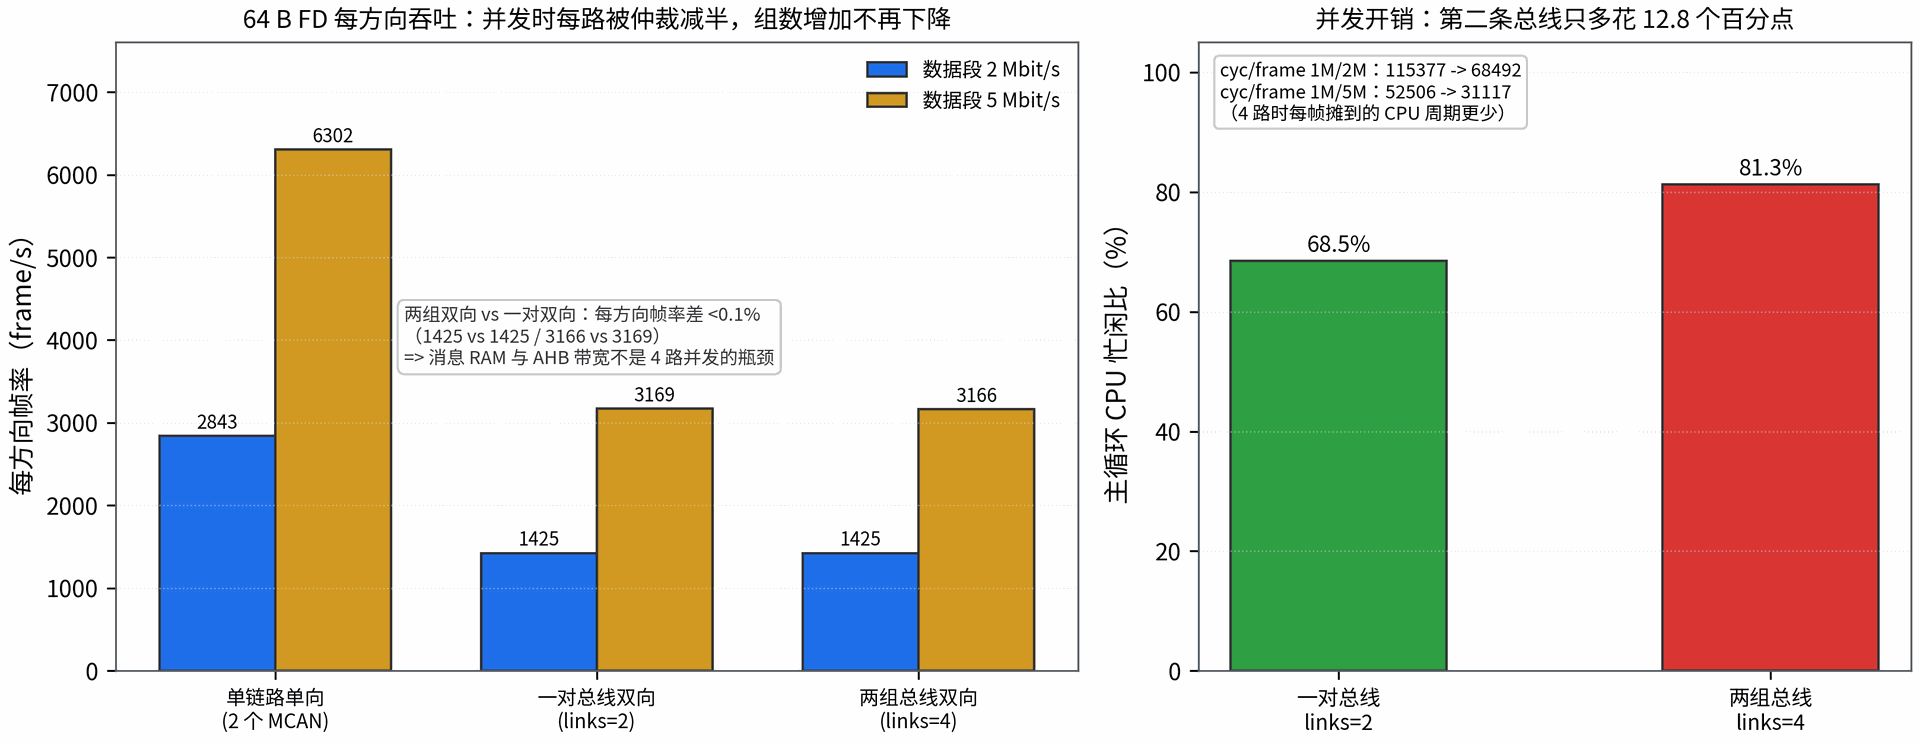 64 B FD 每方向吞吐：并发时每路被仲裁减半，组数增加不再下降
数据段 2 Mbit/s
数据段 5 Mbit/s
每方向帧率（frame/s）
7000
6000
5000
4000
3000
2000
1000
0
2843
6302
1425
3169
1425
3166
两组双向 vs 一对双向：每方向帧率差 <0.1%
（1425 vs 1425 / 3166 vs 3169）
=> 消息 RAM 与 AHB 带宽不是 4 路并发的瓶颈
单链路单向
(2 个 MCAN)
一对总线双向
(links=2)
两组总线双向
(links=4)
并发开销：第二条总线只多花 12.8 个百分点
cyc/frame 1M/2M：115377 -> 68492
cyc/frame 1M/5M：52506 -> 31117
（4 路时每帧摊到的 CPU 周期更少）
主循环 CPU 忙闲比（%）
100
80
60
40
20
0
68.5%
81.3%
一对总线
links=2
两组总线
links=4